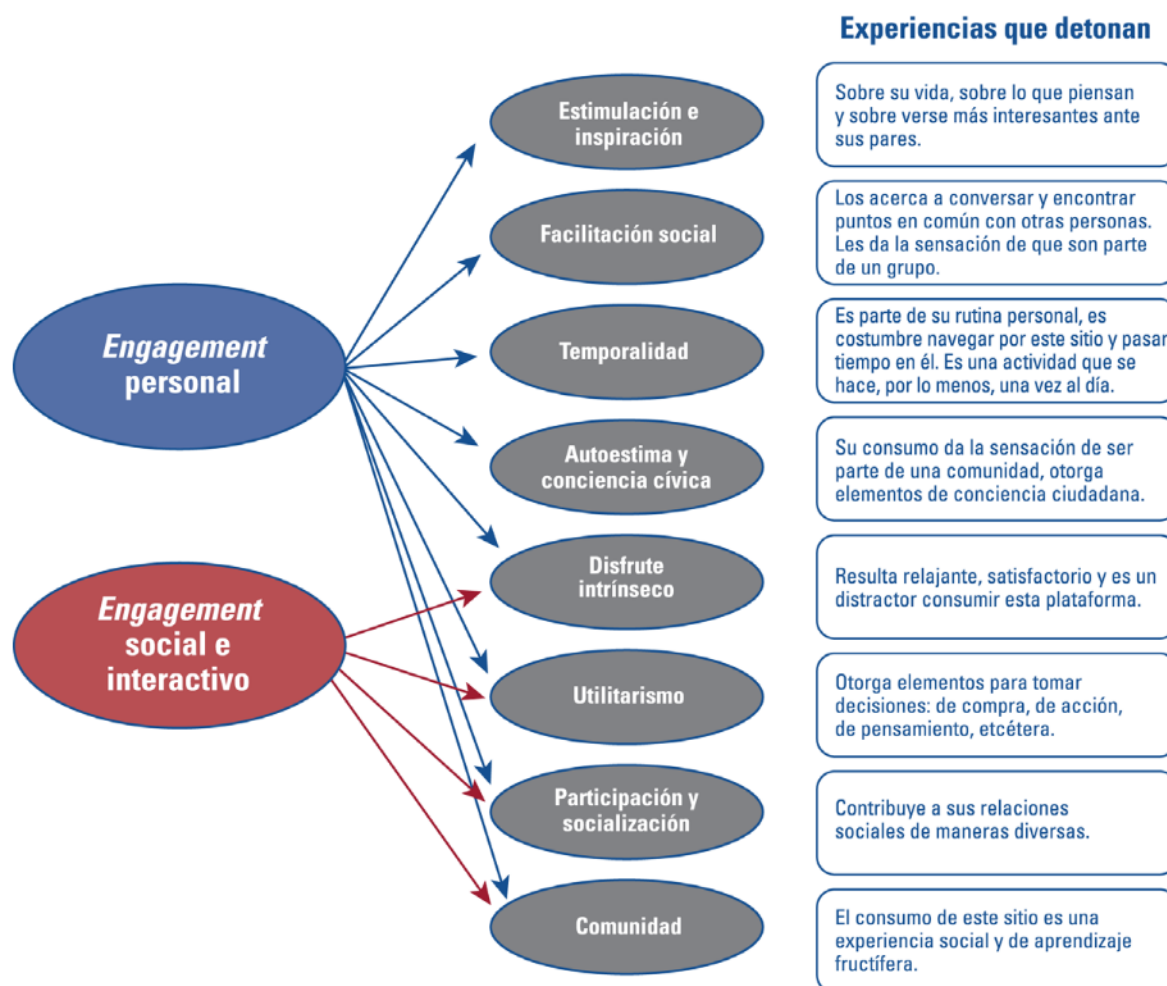 Experiencias que detonan
Estimulación e
inspiración
Sobre su vida, sobre lo que piensan
y sobre verse más interesantes ante
sus pares.
Facilitación social
Los acerca a conversar y encontrar
puntos en común con otras personas.
Les da la sensación de que son parte
de un grupo.
Engagement
personal
Temporalidad
Es parte de su rutina personal, es
costumbre navegar por este sitio y pasar
tiempo en él. Es una actividad que se
hace, por lo menos, una vez al día.
Autoestima y
conciencia cívica
Su consumo da la sensación de ser
parte de una comunidad, otorga
elementos de conciencia ciudadana.
Disfrute
intrínseco
Resulta relajante, satisfactorio y es un
distractor consumir esta plataforma.
Engagement
social e
interactivo
Utilitarismo
Otorga elementos para tomar
decisiones: de compra, de acción,
de pensamiento, etcétera.
Participación y
socialización
Contribuye a sus relaciones
sociales de maneras diversas.
Comunidad
El consumo de este sitio es una
experiencia social y de aprendizaje
fructífera.